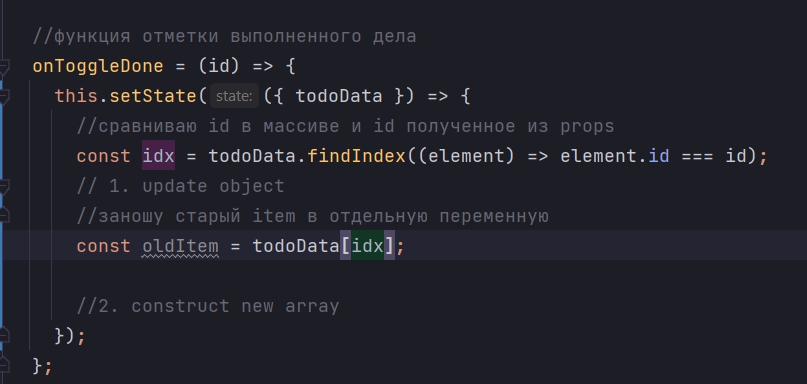 //функция отметки выполненного дела
onToggleDone = (id) => {
this.setState( state: ({ todoData }) => {
//сравниваю id в массиве и id полученное из props
const idx = todoData.findIndex((element) => element.id === id);
// 1. update object
//заношу старый item в отдельную переменную
const oldItem = todoData[idx];
//2. construct new array
});
};